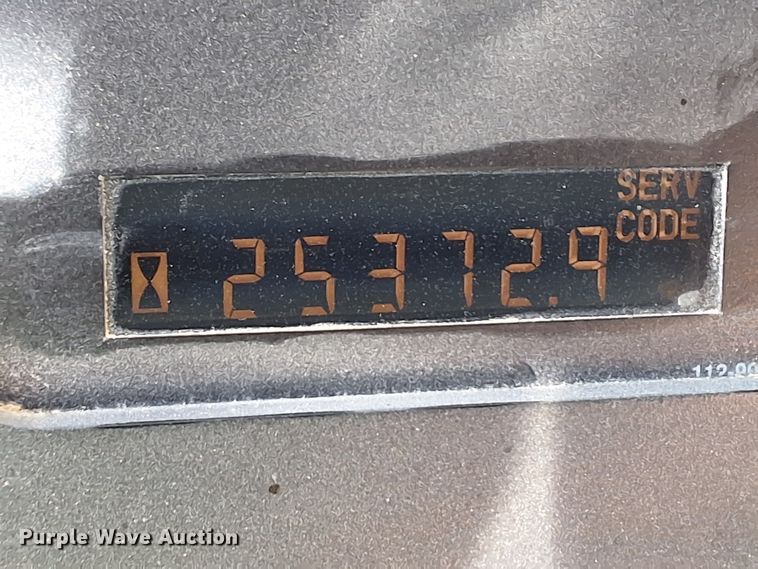 SERV
CODE
25372.9
Purple Wave Auction